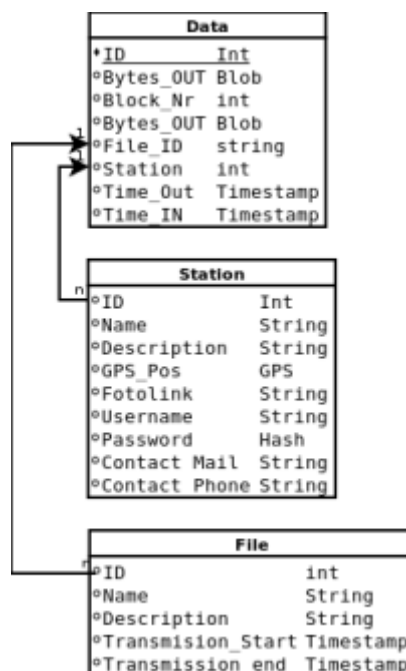 Data
ID Int
Bytes_OUT Blob
Block_Nr int
Bytes_OUT Blob
1
File_ID string
1
Station int
Time_Out Timestamp
Time_IN Timestamp
Station
n
ID Int
Name String
Description String
GPS_Pos GPS
Fotolink String
Username String
Password Hash
Contact Mail String
Contact Phone String
File
n
ID int
Name String
Description String
Transmision_Start Timestamp
Transmission_end Timestamp